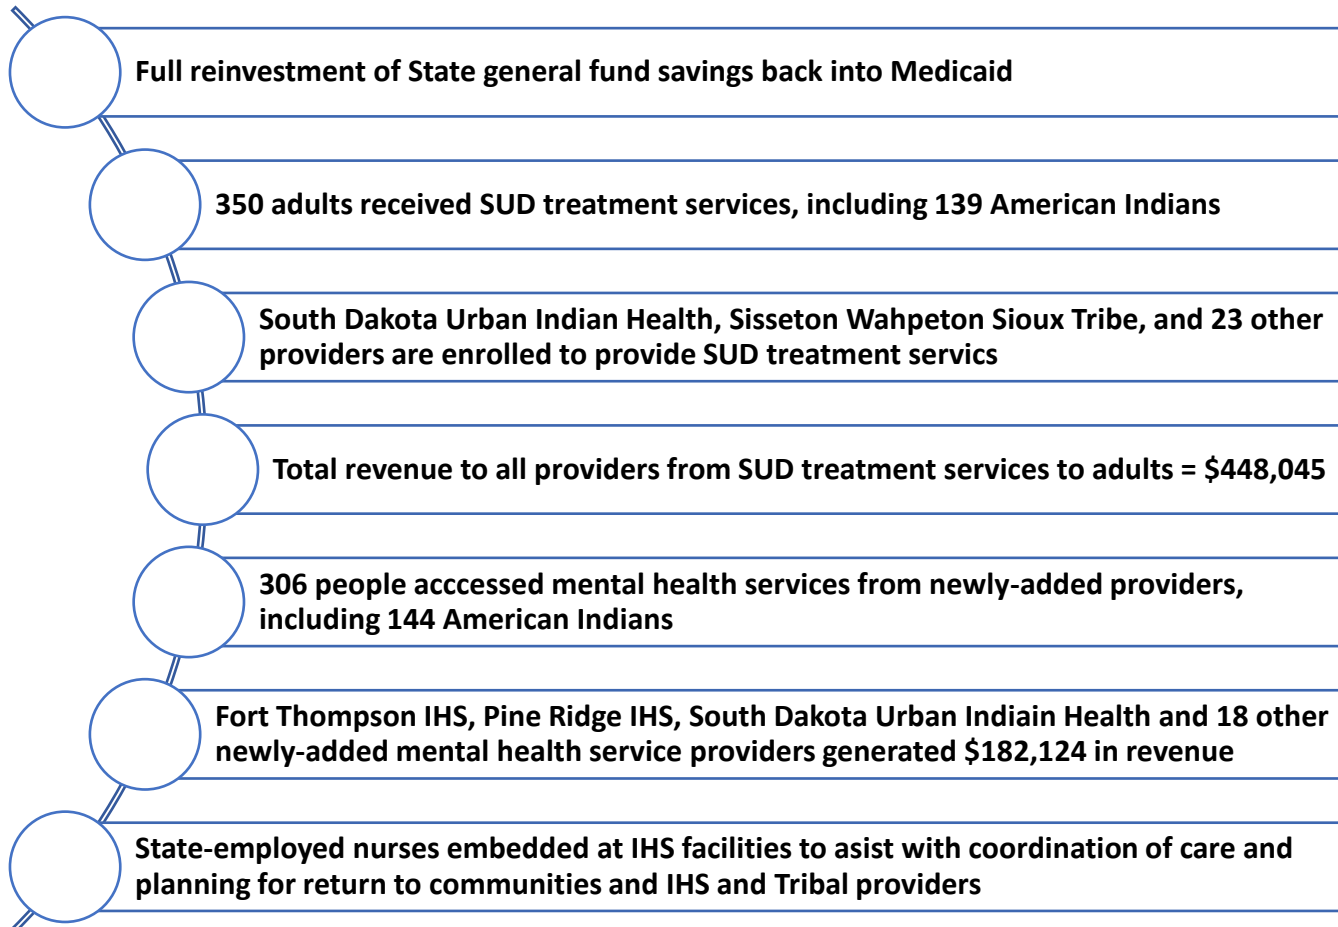 Full reinvestment of State general fund savings back into Medicaid
350 adults received SUD treatment services, including 139 American Indians
South Dakota Urban Indian Health, Sisseton Wahpeton Sioux Tribe, and 23 other
providers are enrolled to provide SUD treatment servics
Total revenue to all providers from SUD treatment services to adults = $448,045
306 people acccessed mental health services from newly-added providers,
including 144 American Indians
Fort Thompson IHS, Pine Ridge IHS, South Dakota Urban Indiain Health and 18 other
newly-added mental health service providers generated $182,124 in revenue
State-employed nurses embedded at IHS facilities to asist with coordination of care and
planning for return to communities and IHS and Tribal providers